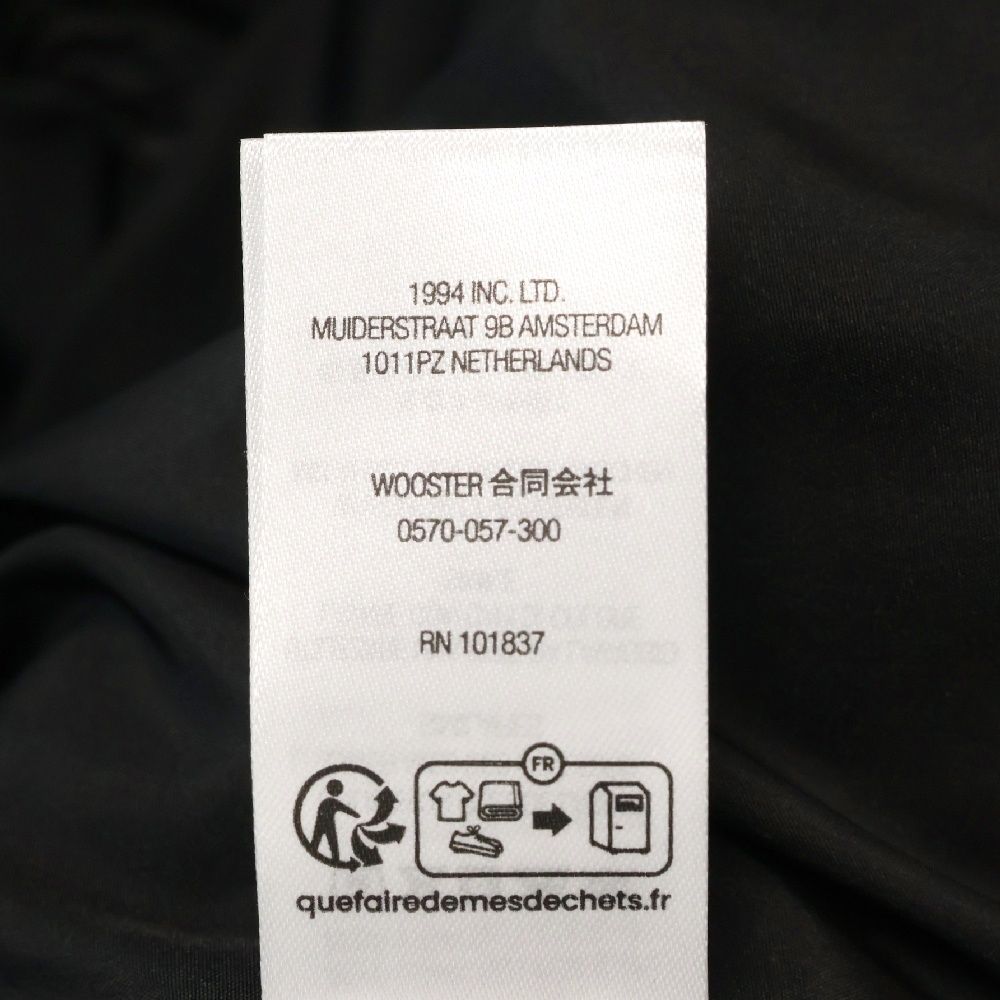 1994 INC. LTD.
MUIDERSTRAAT 9B AMSTERDAM
1011PZ NETHERLANDS
WOOSTER 合同会社
0570-057-300
RN 101837
FR
quefairedemesdechets.fr